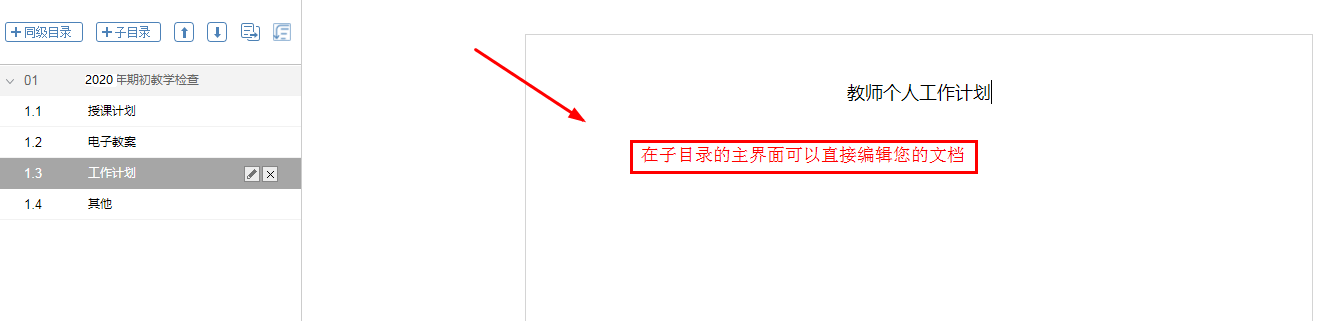 同级目录 子目录
01 2020 年期初教学检查
1.1 授课计划
1.2 电子教案
1.3 工作计划
1.4 其他
教师个人工作计划
在子目录的主界面可以直接编辑您的文档